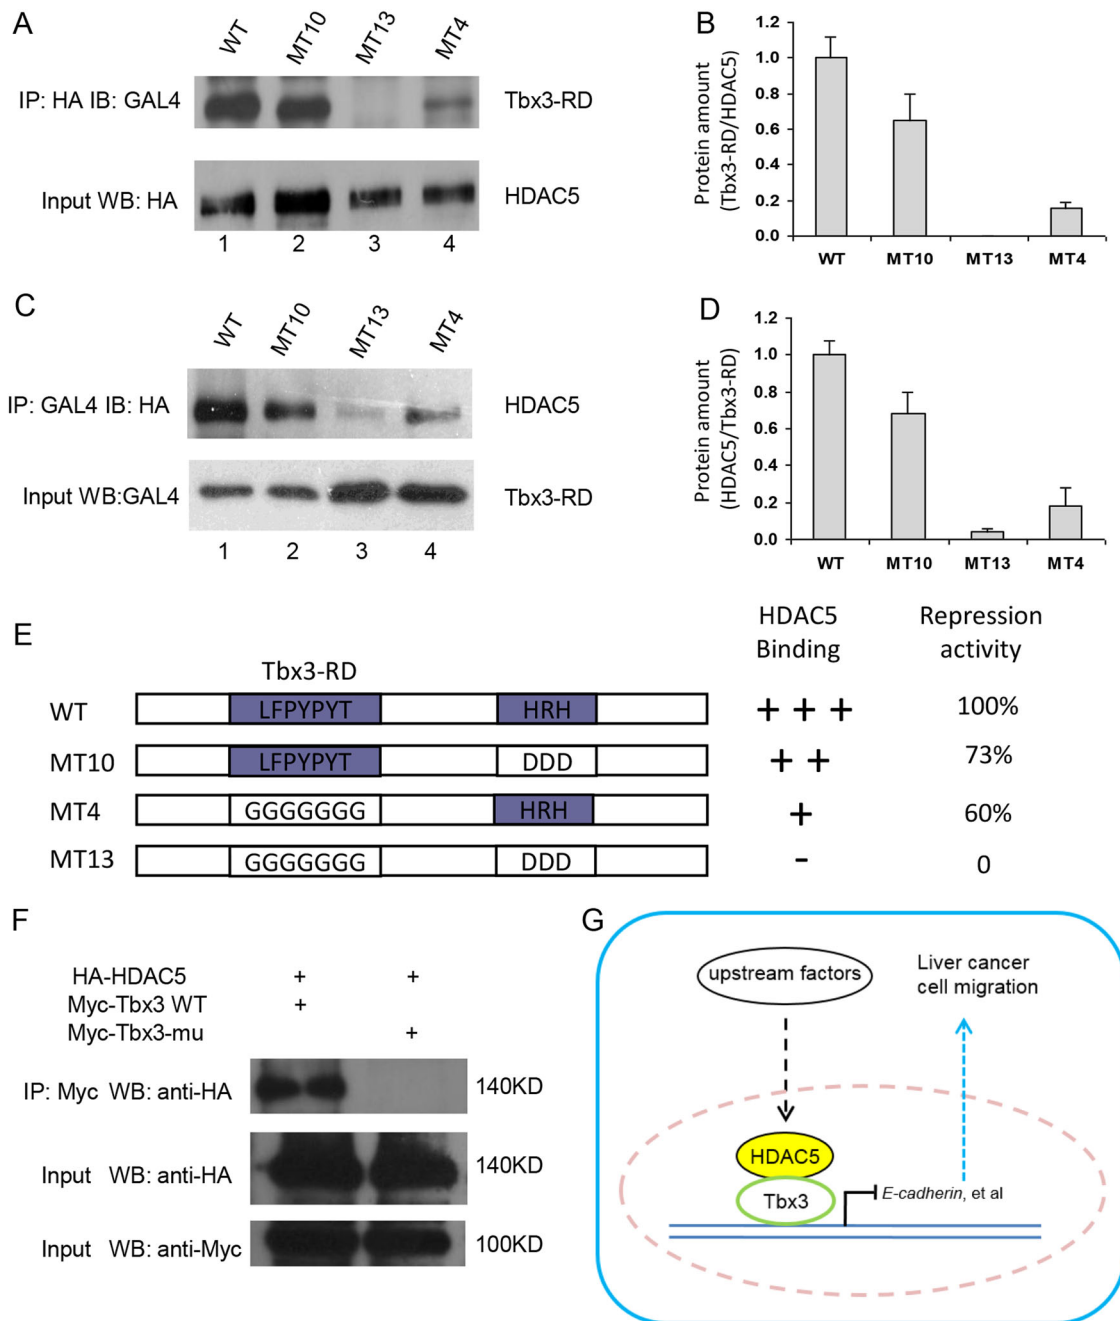 A
WT
MT10
MT13
MT4
IP: HA IB: GAL4
Tbx3-RD
Input WB: HA
HDAC5
1 2 3 4
B
Protein amount
(Tbx3-RD/HDAC5)
1.2
1.0
0.8
0.6
0.4
0.2
0.0
WT MT10 MT13 MT4
C
WT
MT10
MT13
MT4
IP: GAL4 IB: HA
HDAC5
Input WB:GAL4
Tbx3-RD
1 2 3 4
D
Protein amount
(HDAC5/Tbx3-RD)
1.2
1.0
0.8
0.6
0.4
0.2
0.0
WT MT10 MT13 MT4
E
HDAC5
Binding
Repression
activity
Tbx3-RD
WT LFPYPYT HRH + + + 100%
MT10 LFPYPYT DDD + + 73%
MT4 GGGGGGG HRH + 60%
MT13 GGGGGGG DDD - 0
F
HA-HDAC5 + +
Myc-Tbx3 WT +
Myc-Tbx3-mu +
IP: Myc WB: anti-HA 140KD
Input WB: anti-HA 140KD
Input WB: anti-Myc 100KD
G
upstream factors
Liver cancer
cell migration
HDAC5
Tbx3
E-cadherin, et al